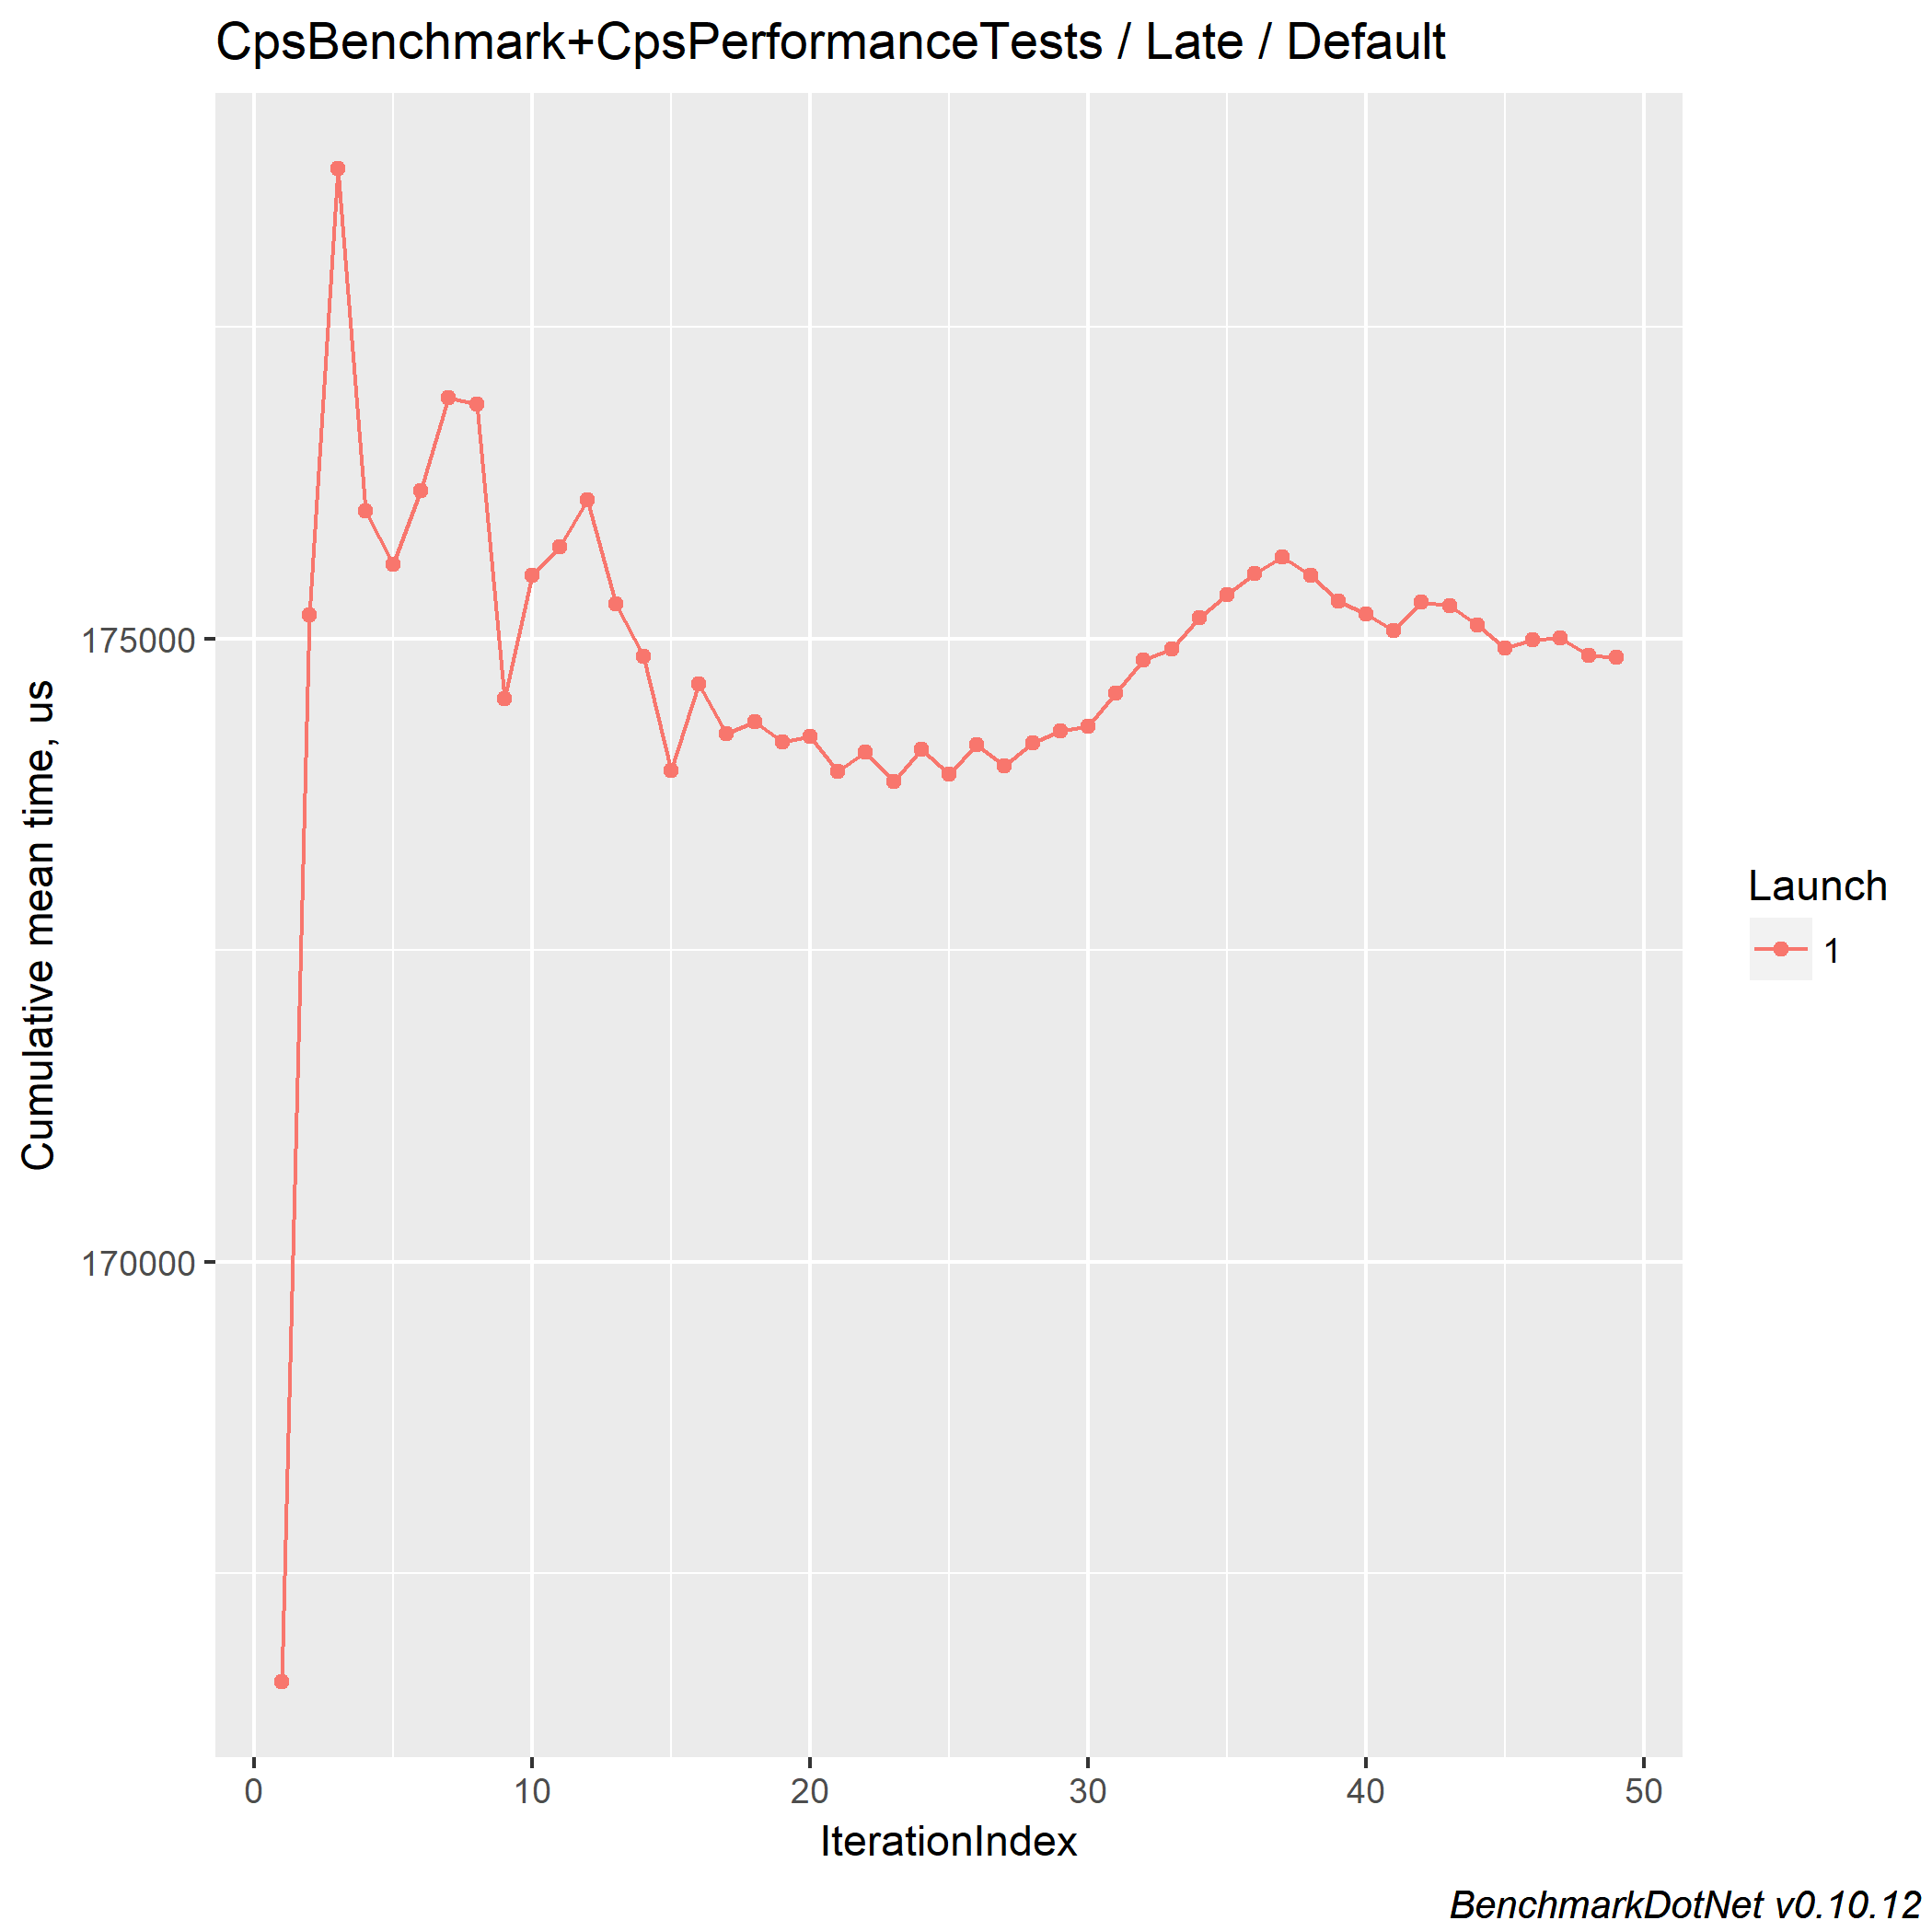 CpsBenchmark+CpsPerformanceTests / Late / Default
Cumulative mean time, us
175000
170000
0 10 20 30 40 50
IterationIndex
Launch
1
BenchmarkDotNet v0.10.12